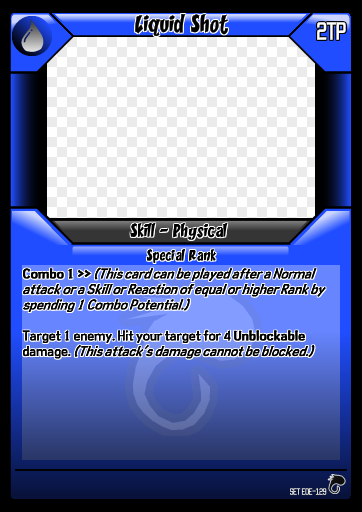 Liquid Shot
2TP
Skill - Physical
Special Rank
Combo 1 >> (This card can be played after a Normal
attack or a Skill or Reaction of equal or higher Rank by
spending 1 Combo Potential.)
Target 1 enemy. Hit your target for 4 Unblockable
damage. (This attack's damage cannot be blocked.)
SET EOE-129